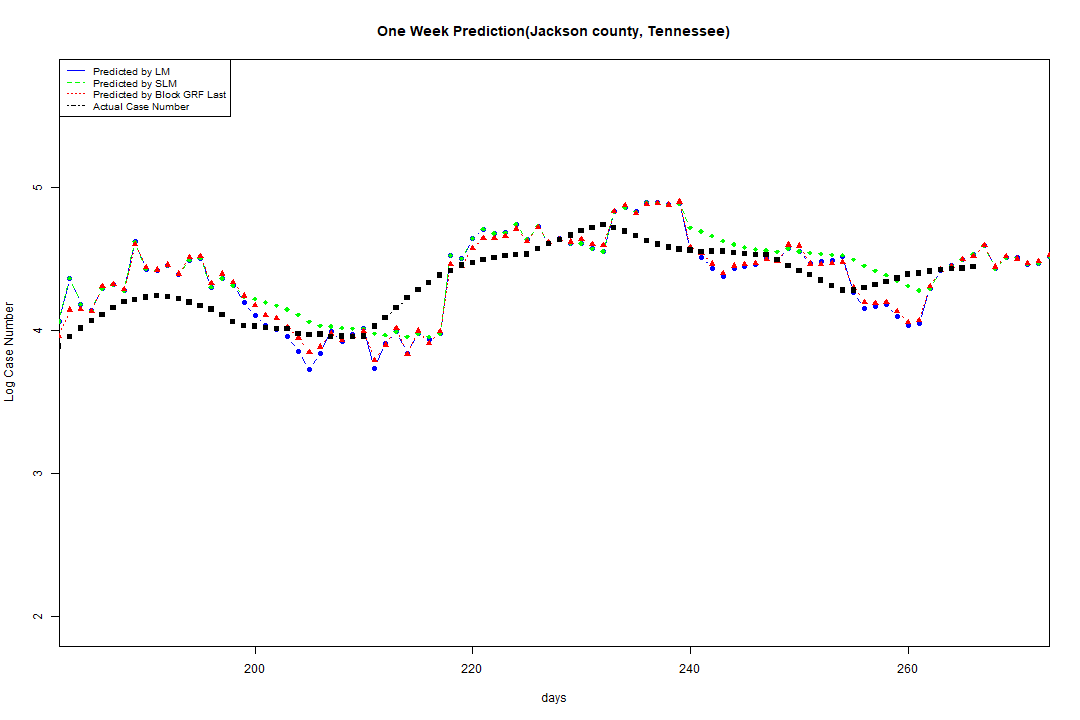 One Week Prediction(Jackson county, Tennessee)
Predicted by LM
Predicted by SLM
Predicted by Block GRF Last
Actual Case Number
5
4
3
2
Log Case Number
200
220
240
260
days